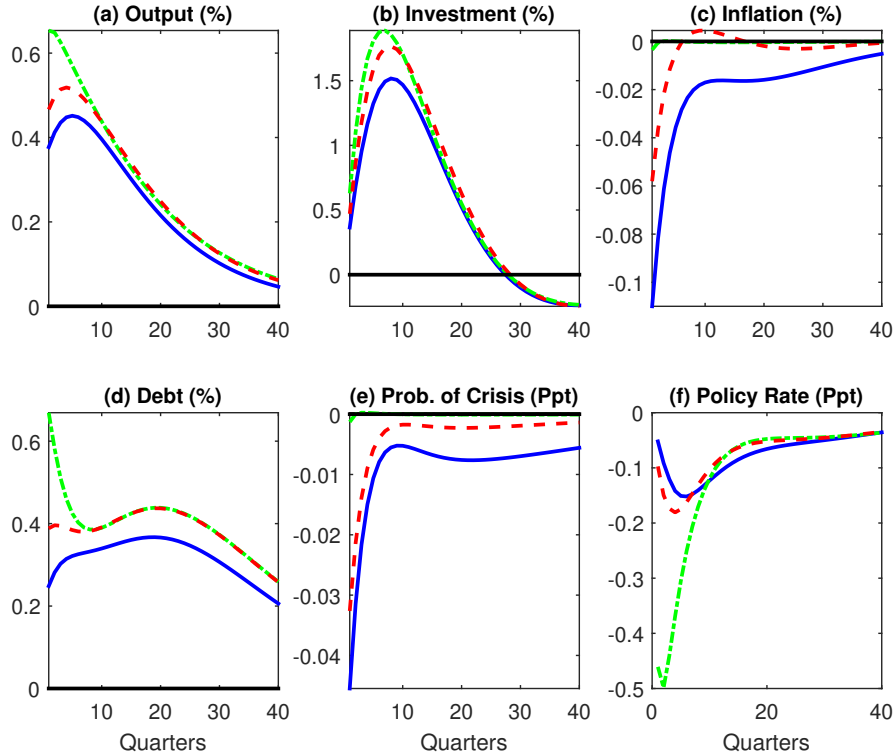 (a) Output (%)
0.6
0.4
0.2
0
10 20 30 40
(b) Investment (%)
1.5
1
0.5
0
10 20 30 40
(c) Inflation (%)
0
-0.02
-0.04
-0.06
-0.08
-0.1
10 20 30 40
(d) Debt (%)
0.6
0.4
0.2
0
10 20 30 40
Quarters
(e) Prob. of Crisis (Ppt)
0
-0.01
-0.02
-0.03
-0.04
10 20 30 40
Quarters
(f) Policy Rate (Ppt)
0
-0.1
-0.2
-0.3
-0.4
-0.5
0 20 40
Quarters